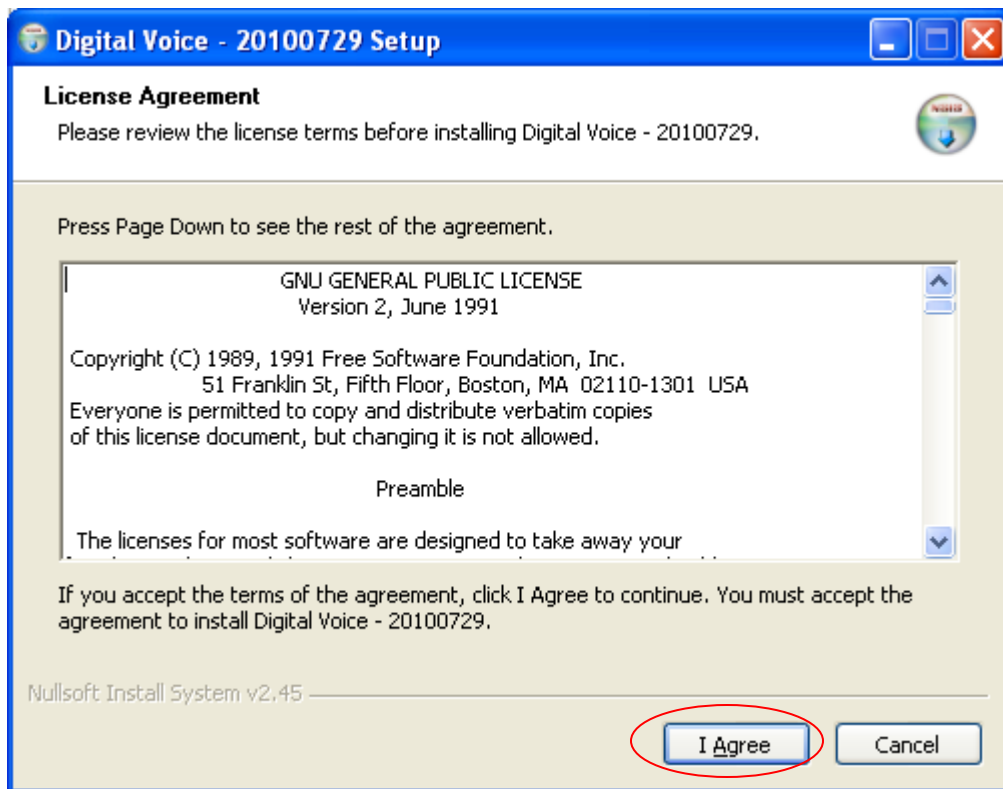 Digital Voice - 20100729 Setup
License Agreement
Please review the license terms before installing Digital Voice - 20100729.
Press Page Down to see the rest of the agreement.
GNU GENERAL PUBLIC LICENSE
Version 2, June 1991
Copyright (C) 1989, 1991 Free Software Foundation, Inc.
51 Franklin St, Fifth Floor, Boston, MA 02110-1301 USA
Everyone is permitted to copy and distribute verbatim copies
of this license document, but changing it is not allowed.
Preamble
The licenses for most software are designed to take away your
If you accept the terms of the agreement, click I Agree to continue. You must accept the
agreement to install Digital Voice - 20100729.
Nullsoft Install System v2.45
I Agree
Cancel